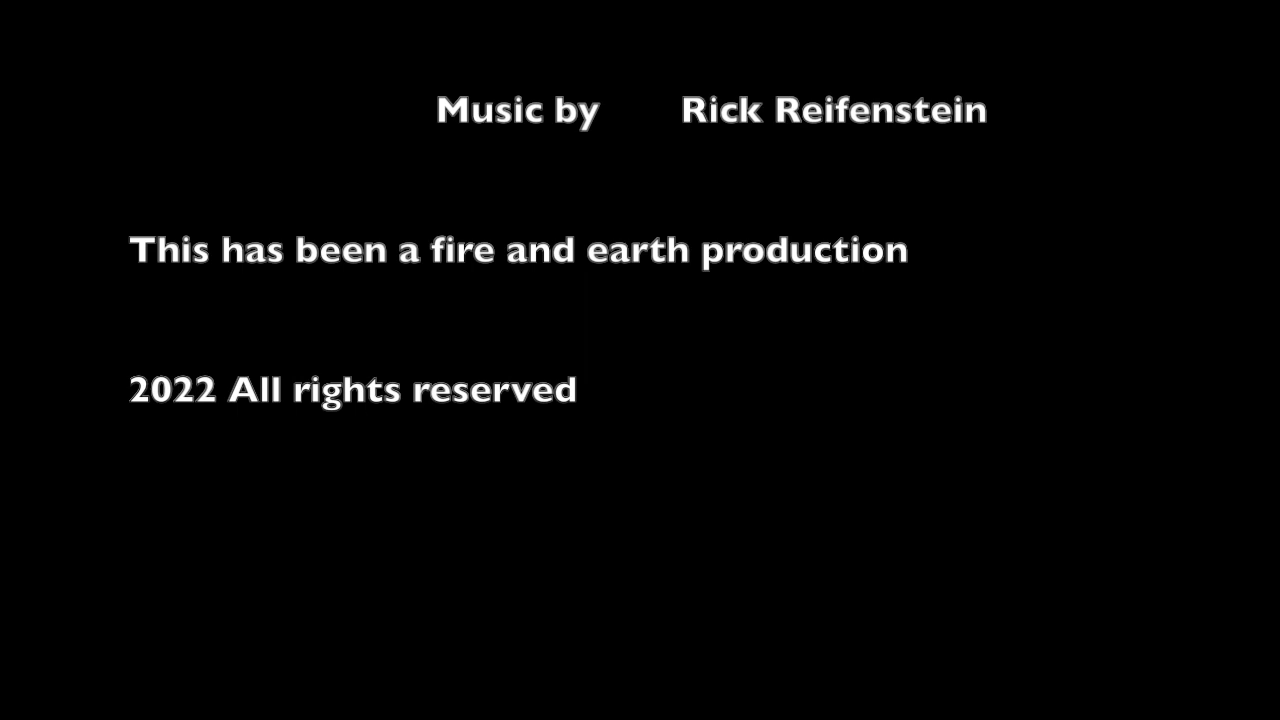 Music by Rick Reifenstein
This has been a fire and earth production
2022 All rights reserved